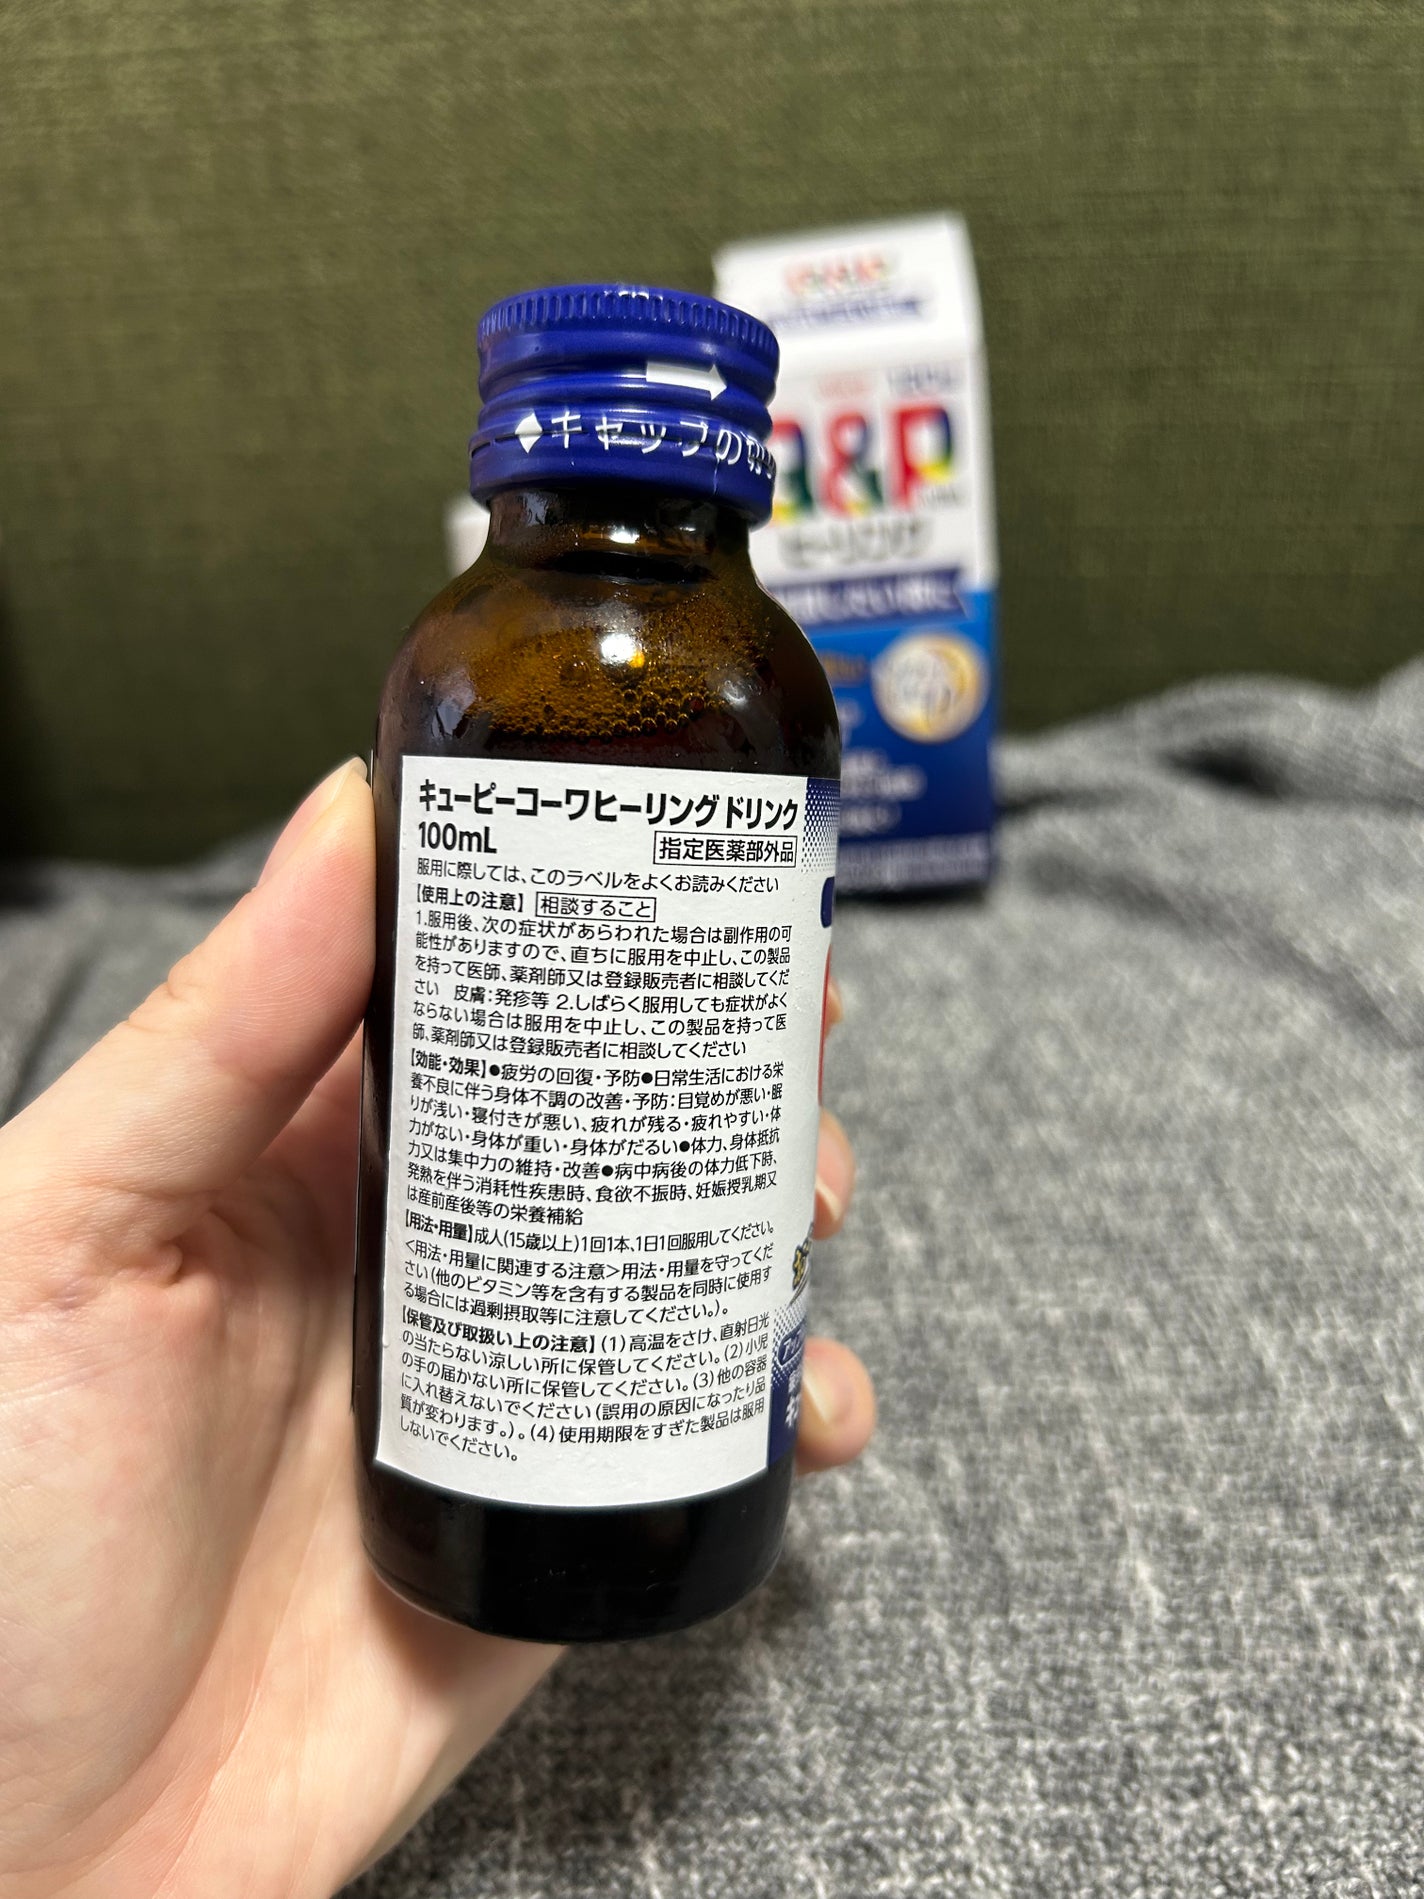 ◆キャップの切
キューピーコーワヒーリングドリンク
100mL 指定医薬部外品
服用に際しては、このラベルをよくお読みください
【使用上の注意】 相談すること
1.服用後、次の症状があらわれた場合は副作用の可
能性がありますので、直ちに服用を中止し、この製品
を持って医師、薬剤師又は登録販売者に相談してくだ
さい 皮膚:発疹等 2.しばらく服用しても症状がよく
ならない場合は服用を中止し、この製品を持って医
師、薬剤師又は登録販売者に相談してください
【効能・効果】●疲労の回復・予防●日常生活における栄
養不良に伴う身体不調の改善・予防:目覚めが悪い・眠
りが浅い・寝付きが悪い、疲れが残る・疲れやすい・体
力がない・身体が重い・身体がだるい●体力、身体抵抗
力又は集中力の維持・改善●病中病後の体力低下時、
発熱を伴う消耗性疾患時、食欲不振時、妊娠授乳期又
は産前産後等の栄養補給
【用法・用量】成人(15歳以上)1回1本、1日1回服用してください。
<用法・用量に関連する注意>用法・用量を守ってくだ
さい(他のビタミン等を含有する製品を同時に使用す
る場合には過剰摂取等に注意してください。)。
【保管及び取扱い上の注意】(1)高温をさけ、直射日光
の当たらない涼しい所に保管してください。(2)小児
の手の届かない所に保管してください。(3)他の容器
に入れ替えないでください(誤用の原因になったり品
質が変わります。)。(4)使用期限をすぎた製品は服用
しないでください。
α&P
ヒーリング